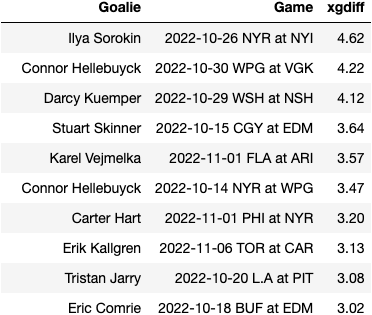 Goalie Game xgdiff
Ilya Sorokin 2022-10-26 NYR at NYI 4.62
Connor Hellebuyck 2022-10-30 WPG at VGK 4.22
Darcy Kuemper 2022-10-29 WSH at NSH 4.12
Stuart Skinner 2022-10-15 CGY at EDM 3.64
Karel Vejmelka 2022-11-01 FLA at ARI 3.57
Connor Hellebuyck 2022-10-14 NYR at WPG 3.47
Carter Hart 2022-11-01 PHI at NYR 3.20
Erik Kallgren 2022-11-06 TOR at CAR 3.13
Tristan Jarry 2022-10-20 L.A at PIT 3.08
Eric Comrie 2022-10-18 BUF at EDM 3.02